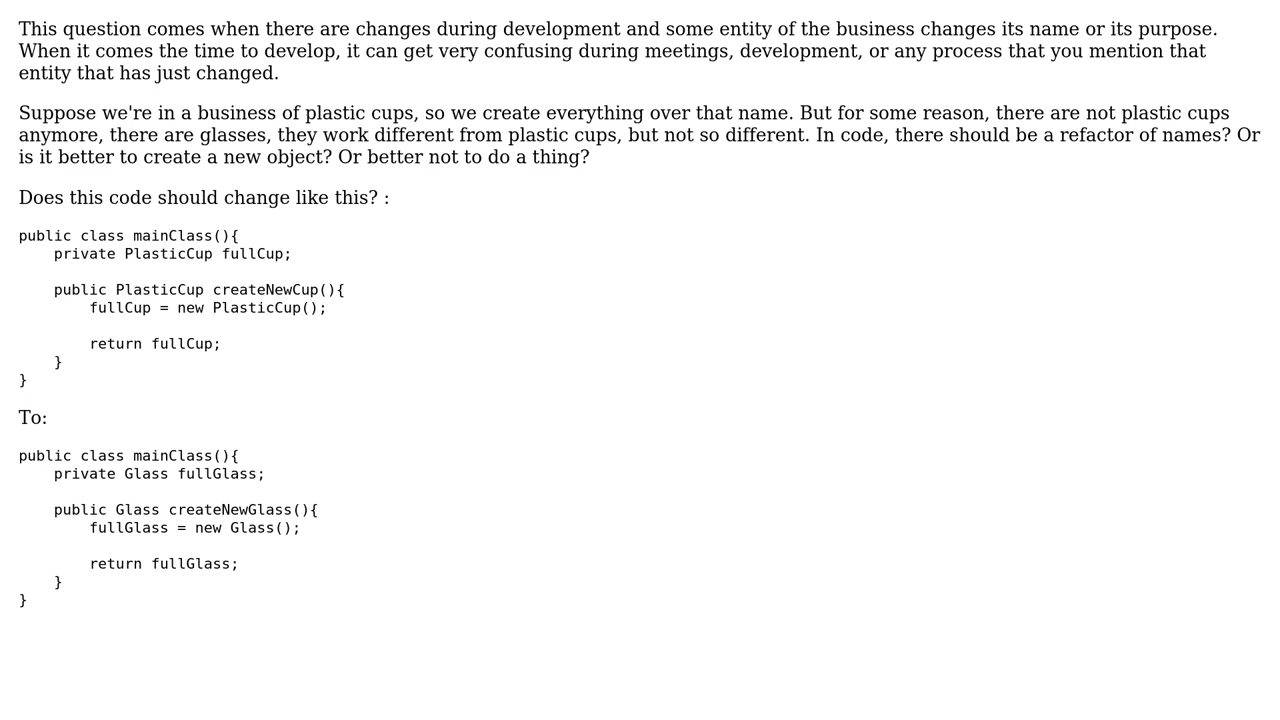 This question comes when there are changes during development and some entity of the business changes its name or its purpose.
When it comes the time to develop, it can get very confusing during meetings, development, or any process that you mention that
entity that has just changed.
Suppose we're in a business of plastic cups, so we create everything over that name. But for some reason, there are not plastic cups
anymore, there are glasses, they work different from plastic cups, but not so different. In code, there should be a refactor of names? Or
is it better to create a new object? Or better not to do a thing?
Does this code should change like this? :
public class mainClass(){
    private PlasticCup fullCup;
    public PlasticCup createNewCup(){
        fullCup = new PlasticCup();
        return fullCup;
    }
}
To:
public class mainClass(){
    private Glass fullGlass;
    public Glass createNewGlass(){
        fullGlass = new Glass();
        return fullGlass;
    }
}